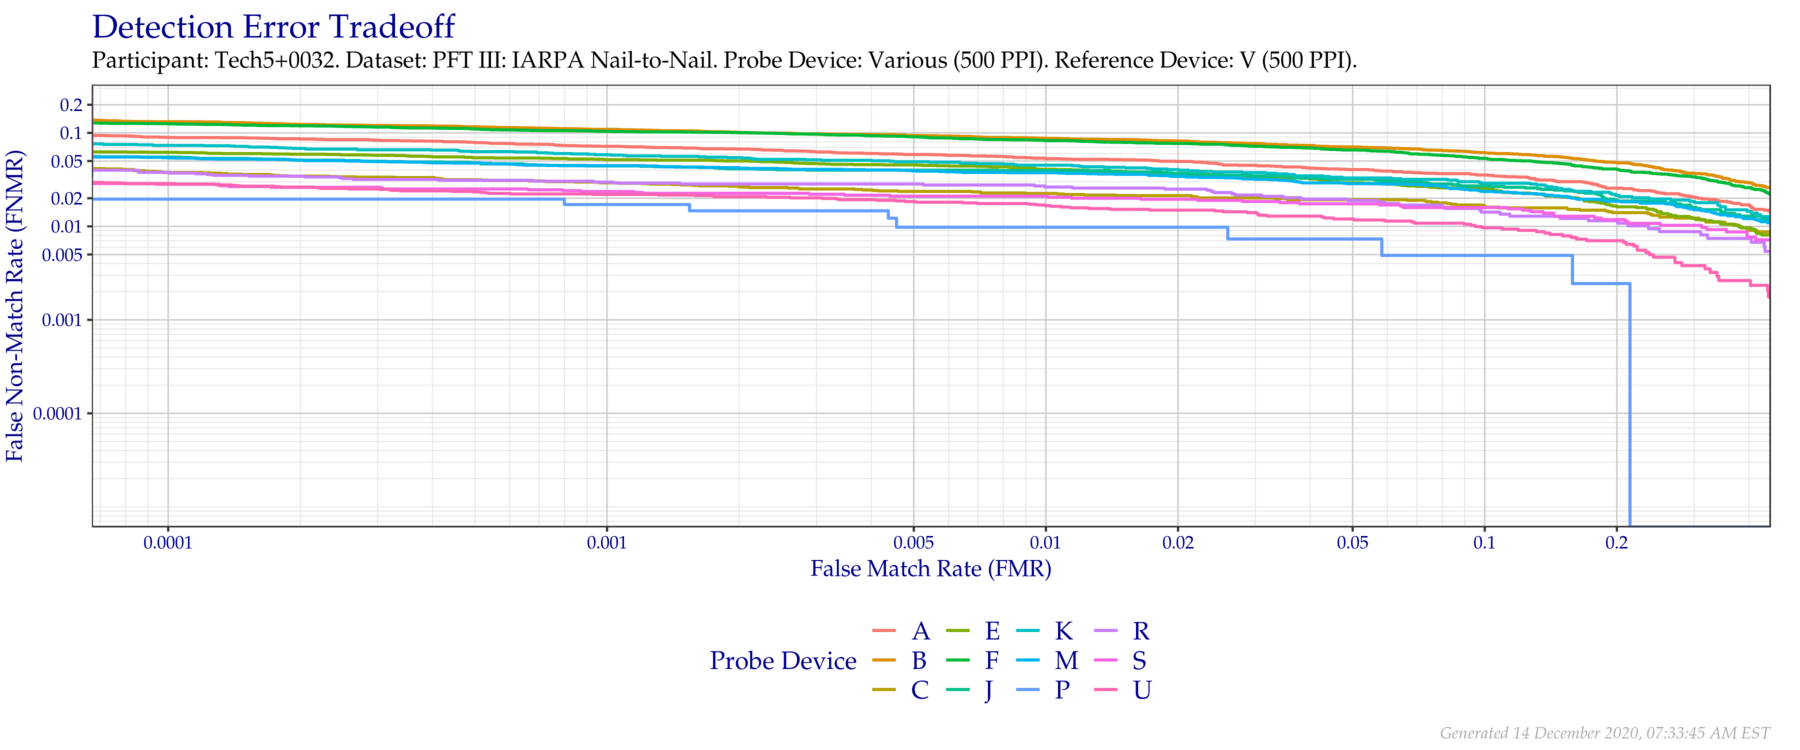 Detection Error Tradeoff
Participant: Tech5+0032. Dataset: PFT III: IARPA Nail-to-Nail. Probe Device: Various (500 PPI). Reference Device: V (500 PPI).
False Non-Match Rate (FNMR)
0.2
0.1
0.05
0.02
0.01
0.005
0.001
0.0001
0.0001 0.001 0.005 0.01 0.02 0.05 0.1 0.2
False Match Rate (FMR)
Probe Device
A E K R
B F M S
C J P U
Generated 14 December 2020, 07:33:45 AM EST